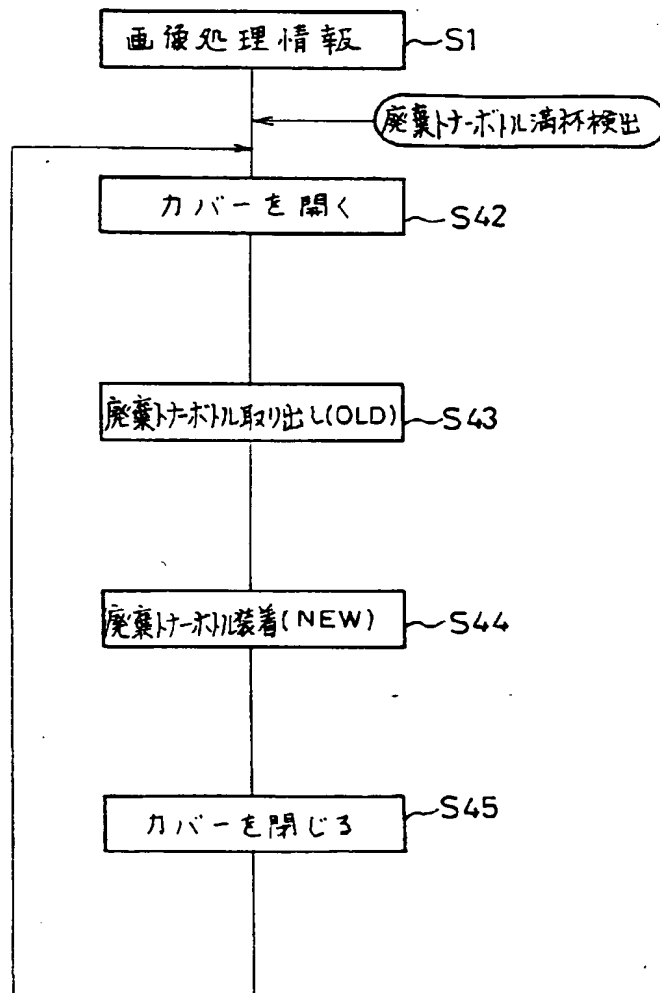 画像処理情報
S1
廃棄トナーボトル満杯検出
カバーを開く
S42
廃棄トナーボトル取り出し(OLD)
S43
廃棄トナーボトル装着(NEW)
S44
カバーを閉じる
S45